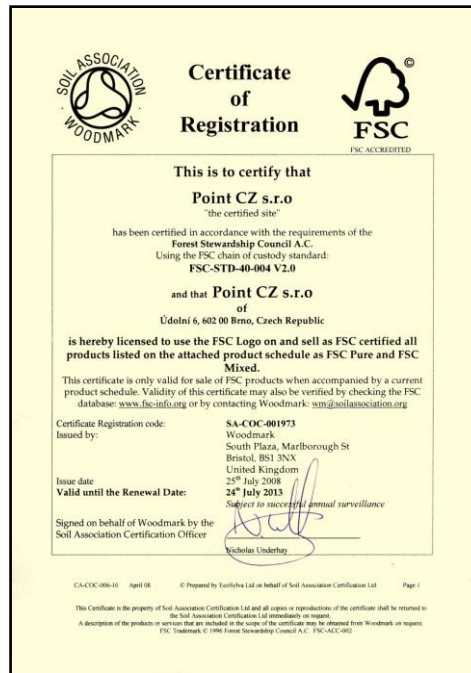 SOIL ASSOCIATION
WOODMARK
Certificate
of
Registration
©
FSC
FSC ACCREDITED
This is to certify that
Point CZ s.r.o
"the certified site"
has been certified in accordance with the requirements of the
Forest Stewardship Council A.C.
Using the FSC chain of custody standard:
FSC-STD-40-004 V2.0
and that Point CZ s.r.o
of
Údolní 6, 602 00 Brno, Czech Republic
is hereby licensed to use the FSC Logo on and sell as FSC certified all
products listed on the attached product schedule as FSC Pure and FSC
Mixed.
This certificate is only valid for sale of FSC products when accompanied by a current
product schedule. Validity of this certificate may also be verified by checking the FSC
database: www.fsc-info.org or by contacting Woodmark: wm@soilassociation.org
Certificate Registration code: SA-COC-001973
Issued by: Woodmark
South Plaza, Marlborough St
Bristol, BS1 3NX
United Kingdom
Issue date 25th July 2008
Valid until the Renewal Date: 24th July 2013
Subject to successful annual surveillance
Signed on behalf of Woodmark by the
Soil Association Certification Officer
Nicholas Underhay
CA-COC-006-10 April 08 © Prepared by EcoSylva Ltd on behalf of Soil Association Certification Ltd Page 1
This Certificate is the property of Soil Association Certification Ltd and all copies or reproductions of the certificate shall be returned to
the Soil Association Certification Ltd immediately on request.
A description of the products or services that are included in the scope of the certificate may be obtained from Woodmark on request.
FSC Trademark © 1996 Forest Stewardship Council A.C. FSC-ACC-002